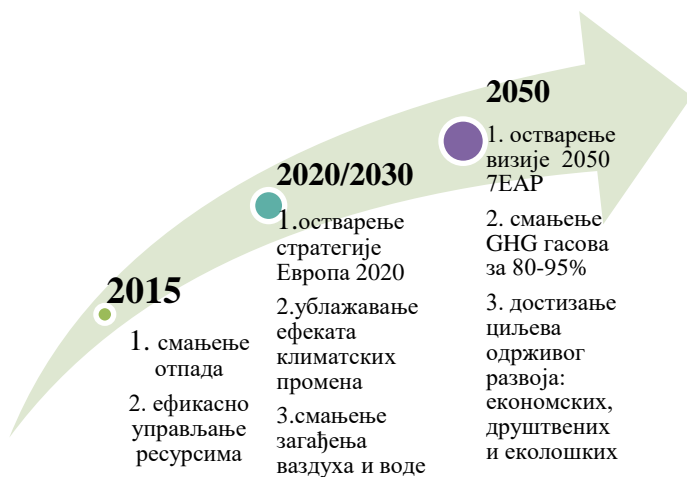 2015
1. смањење
отпада
2. ефикасно
управљање
ресурсима
2020/2030
1.остварење
стратегије
Европа 2020
2.ублажавање
ефеката
климатских
промена
3.смањење
загађења
ваздуха и воде
2050
1. остварење
визије 2050
7ЕАР
2. смањење
GHG гасова
за 80-95%
3. достизање
циљева
одрживог
развоја:
економских,
друштвених
и еколошких